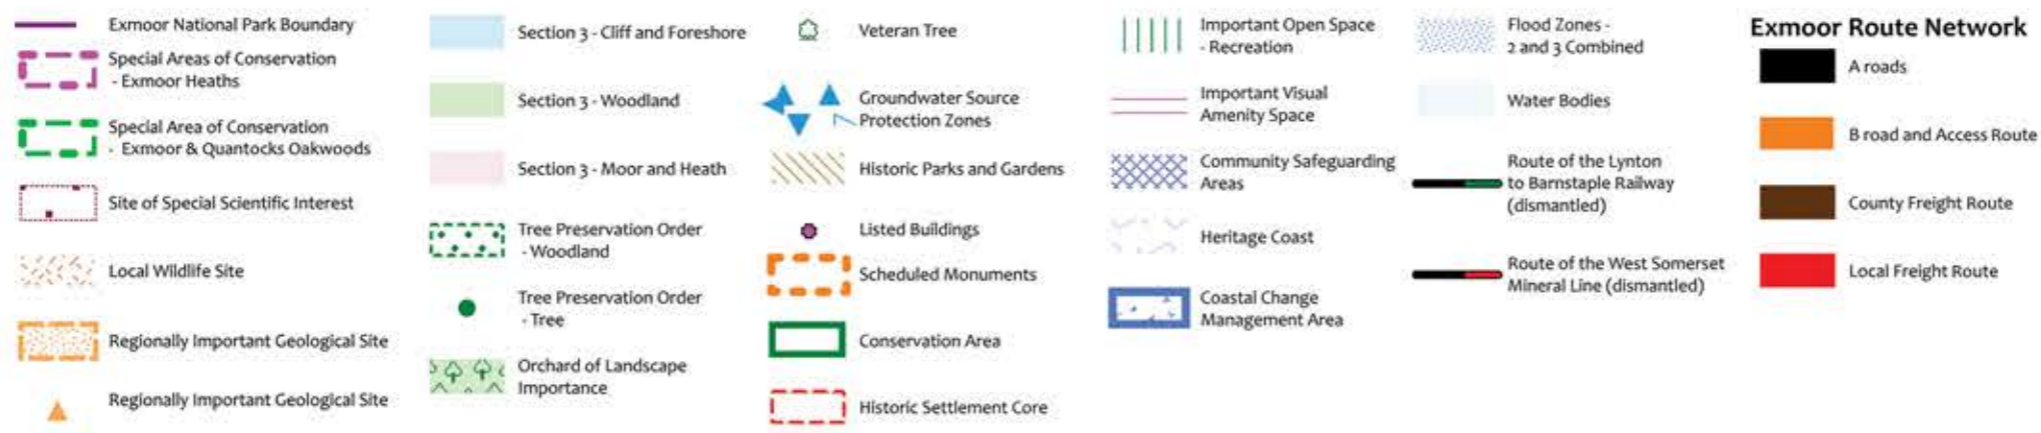 Exmoor National Park Boundary
Special Areas of Conservation
- Exmoor Heaths
Special Area of Conservation
- Exmoor & Quantocks Oakwoods
Site of Special Scientific Interest
Local Wildlife Site
Regionally Important Geological Site
Regionally Important Geological Site
Section 3 - Cliff and Foreshore
Section 3 - Woodland
Section 3 - Moor and Heath
Tree Preservation Order
- Woodland
Tree Preservation Order
- Tree
Orchard of Landscape
Importance
Veteran Tree
Groundwater Source
Protection Zones
Historic Parks and Gardens
Listed Buildings
Scheduled Monuments
Conservation Area
Historic Settlement Core
Important Open Space
- Recreation
Important Visual
Amenity Space
Community Safeguarding
Areas
Heritage Coast
Coastal Change
Management Area
Flood Zones -
2 and 3 Combined
Water Bodies
Route of the Lynton
to Barnstaple Railway
(dismantled)
Route of the West Somerset
Mineral Line (dismantled)
Exmoor Route Network
A roads
B road and Access Route
County Freight Route
Local Freight Route